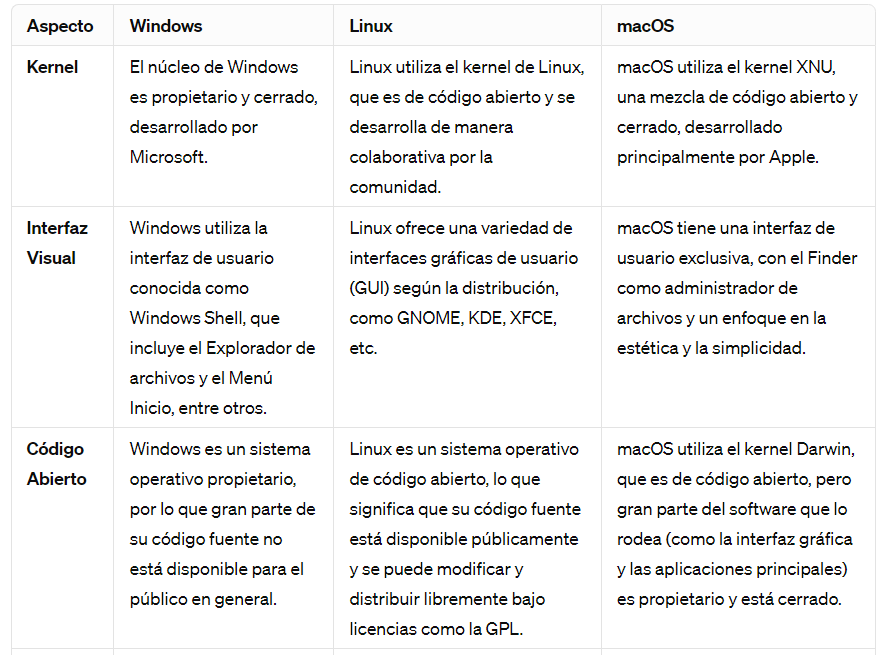 Aspecto Windows Linux macOS
Kernel
El núcleo de Windows
es propietario y cerrado,
desarrollado por
Microsoft.
Linux utiliza el kernel de Linux,
que es de código abierto y se
desarrolla de manera
colaborativa por la
comunidad.
macOS utiliza el kernel XNU,
una mezcla de código abierto y
cerrado, desarrollado
principalmente por Apple.
Interfaz
Visual
Windows utiliza la
interfaz de usuario
conocida como
Windows Shell, que
incluye el Explorador de
archivos y el Menú
Inicio, entre otros.
Linux ofrece una variedad de
interfaces gráficas de usuario
(GUI) según la distribución,
como GNOME, KDE, XFCE,
etc.
macOS tiene una interfaz de
usuario exclusiva, con el Finder
como administrador de
archivos y un enfoque en la
estética y la simplicidad.
Código
Abierto
Windows es un sistema
operativo propietario,
por lo que gran parte de
su código fuente no
está disponible para el
público en general.
Linux es un sistema operativo
de código abierto, lo que
significa que su código fuente
está disponible públicamente
y se puede modificar y
distribuir libremente bajo
licencias como la GPL.
macOS utiliza el kernel Darwin,
que es de código abierto, pero
gran parte del software que lo
rodea (como la interfaz gráfica
y las aplicaciones principales)
es propietario y está cerrado.